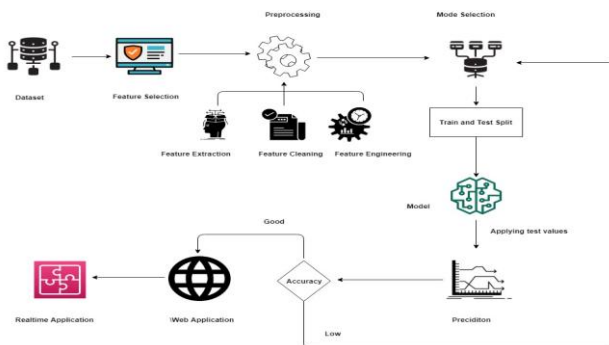 Preprocessing
Mode Selection
Dataset
Feature Selection
Train and Test Split
Feature Extraction
Feature Cleaning
Feature Engineering
Model
Good
Applying test values
Accuracy
Realtime Application
!Web Application
Preciditon
Low